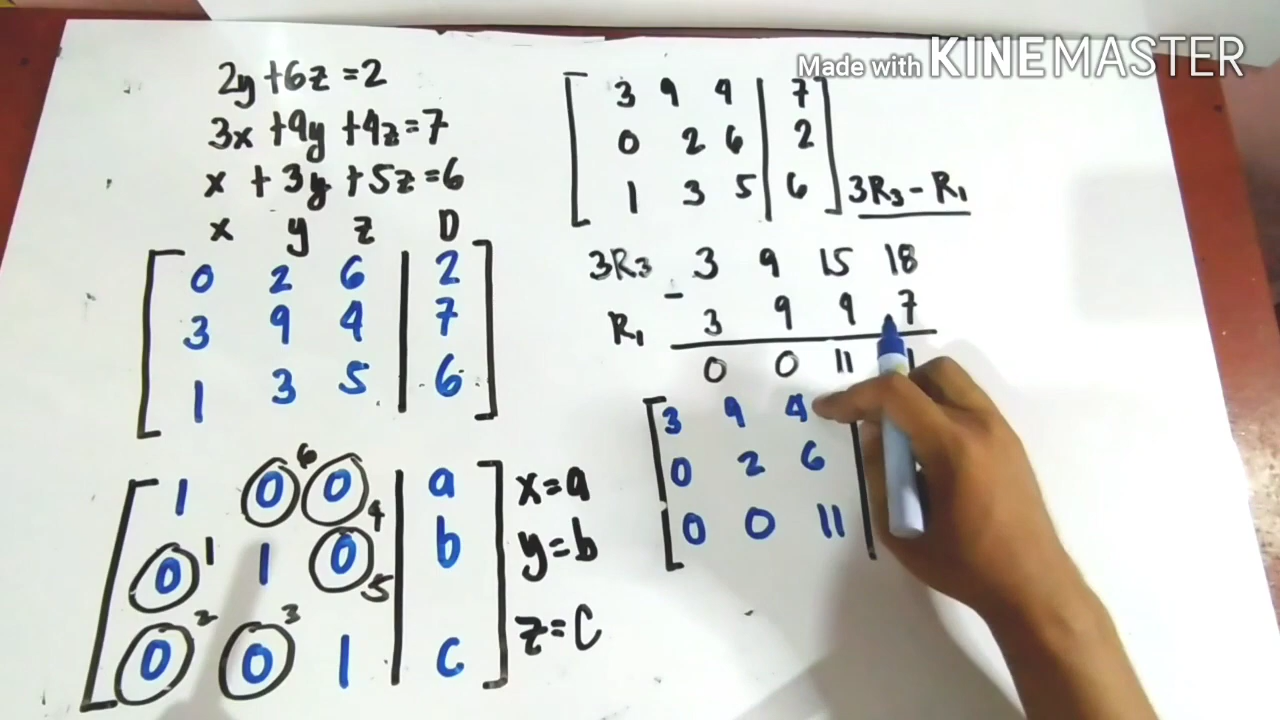 2y +6z = 2
3x +9y +4z = 7
x + 3y + 5z = 6
x y z D
0 2 6 | 2
3 9 4 | 7
1 3 5 | 6
1 0 6 0 4 | a
0 1 1 0 5 | b
0 2 0 3 1 | c
x = a
y = b
z = c
Made with KINEMASTER
3 9 4 | 7
0 2 6 | 2
1 3 5 | 6
3R3 - R1
3R3 3 9 15 18
-
R1 3 9 4 7
0 0 11
3 9 4
0 2 6
0 0 11